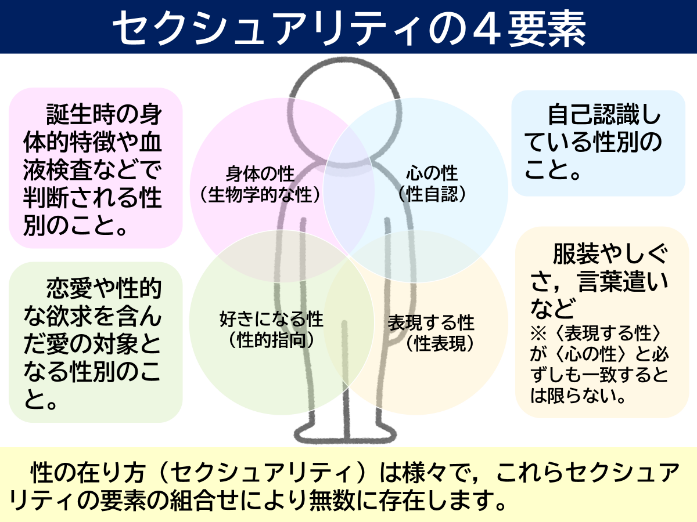 セクシュアリティの４要素
　誕生時の身
体的特徴や血
液検査などで
判断される性
別のこと。
身体の性
（生物学的な性）
心の性
（性自認）
　自己認識し
ている性別の
こと。
　恋愛や性的
な欲求を含ん
だ愛の対象と
なる性別のこ
と。
好きになる性
（性的指向）
表現する性
（性表現）
　服装やしぐ
さ，言葉遣い
など
※〈表現する性〉
が〈心の性〉と必
ずしも一致すると
は限らない。
　性の在り方（セクシュアリティ）は様々で，これらセクシュア
リティの要素の組合せにより無数に存在します。